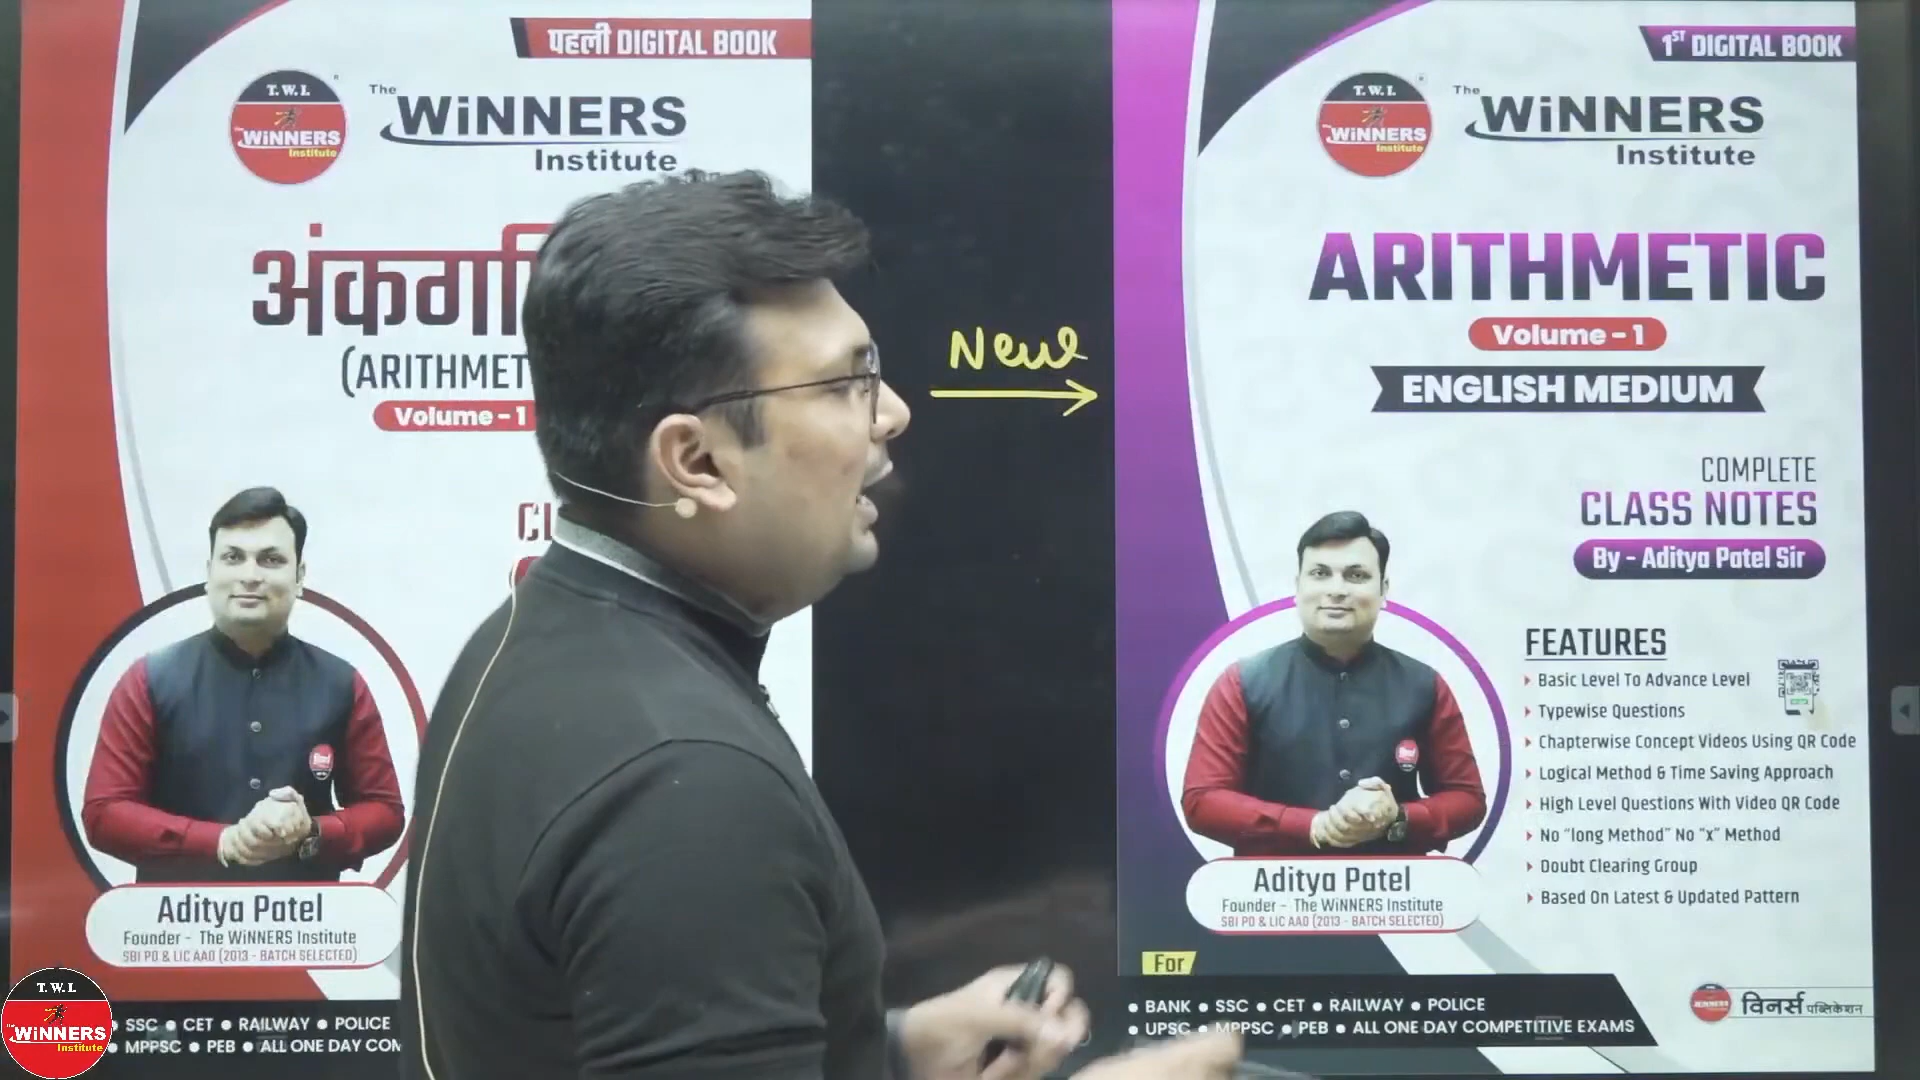 पहली DIGITAL BOOK
T. W. I.
The WiNNERS
Institute
The WiNNERS
Institute
(ARITHMET
Volume - 1
Aditya Patel
Founder - The WiNNERS Institute
SBI PO & LIC AAO (2013 - BATCH SELECTED)
SSC ● CET ● RAILWAY ● POLICE
MPPSC ● PEB ● ALL ONE DAY COM
T. W. I.
The WiNNERS
Institute
New
1ST DIGITAL BOOK
T. W. I.
The WiNNERS
Institute
The WiNNERS
Institute
ARITHMETIC
Volume - 1
ENGLISH MEDIUM
COMPLETE
CLASS NOTES
By - Aditya Patel Sir
FEATURES
Basic Level To Advance Level
Typewise Questions
Chapterwise Concept Videos Using QR Code
Logical Method & Time Saving Approach
High Level Questions With Video QR Code
No "long Method" No "x" Method
Doubt Clearing Group
Based On Latest & Updated Pattern
Aditya Patel
Founder - The WiNNERS Institute
SBI PO & LIC AAO (2013 - BATCH SELECTED)
For
● BANK ● SSC ● CET ● RAILWAY ● POLICE
● UPSC ● MPPSC ● PEB ● ALL ONE DAY COMPETITIVE EXAMS
विनर्स पब्लिकेशन